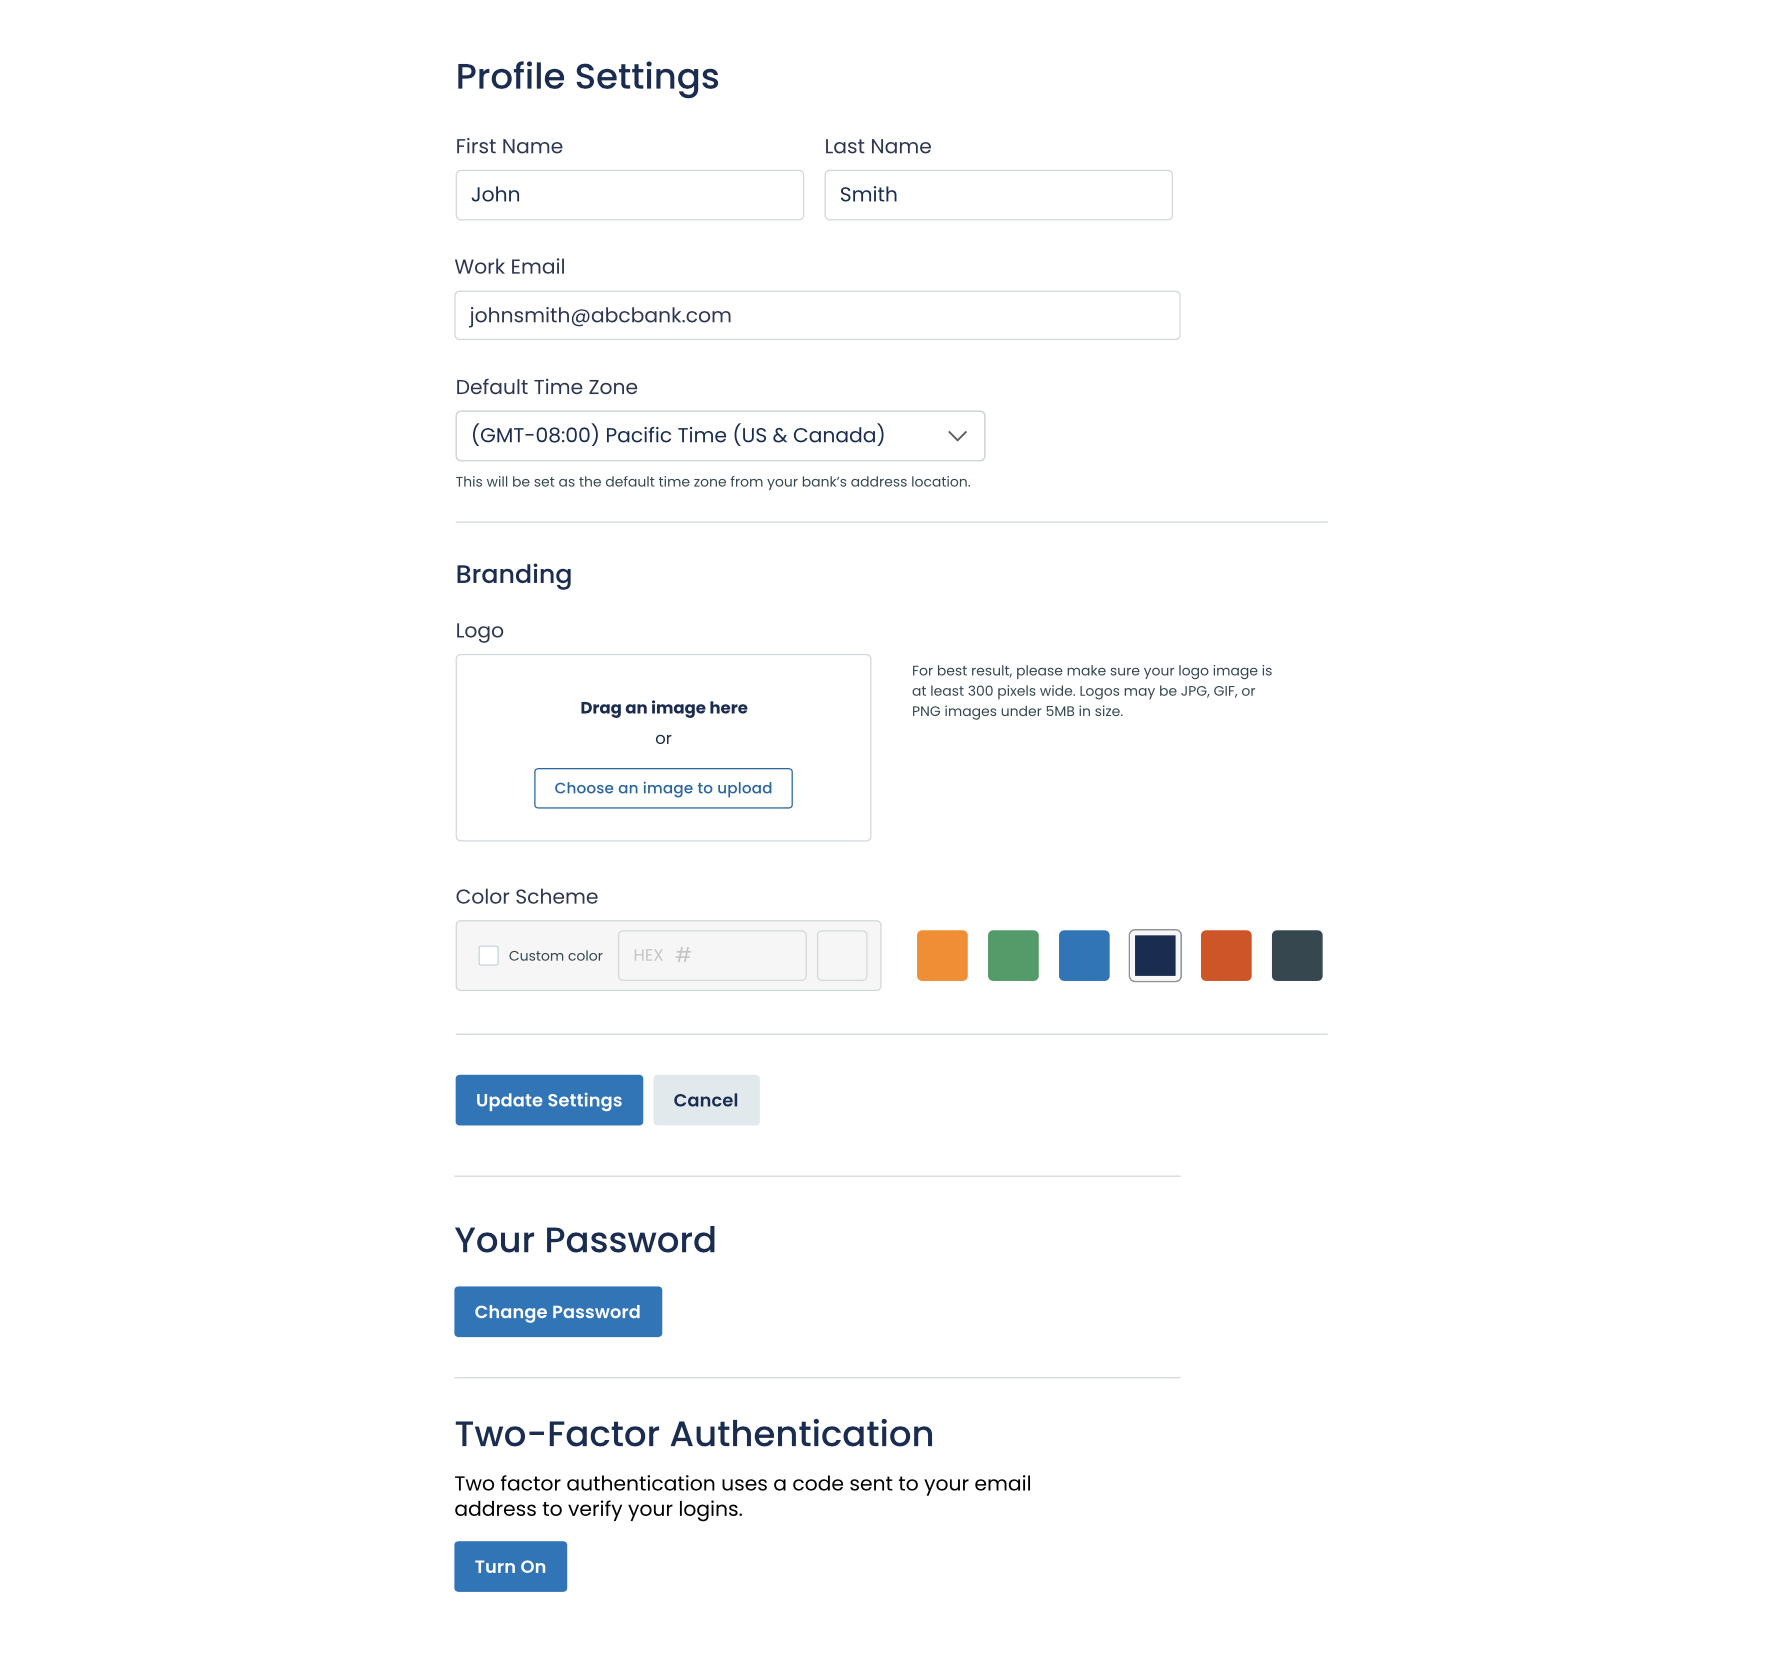 Profile Settings
First Name
Last Name
John
Smith
Work Email
johnsmith@abcbank.com
Default Time Zone
(GMT-08:00) Pacific Time (US & Canada)
This will be set as the default time zone from your bank’s address location.
Branding
Logo
Drag an image here
or
Choose an image to upload
For best result, please make sure your logo image is
at least 300 pixels wide. Logos may be JPG, GIF, or
PNG images under 5MB in size.
Color Scheme
Custom color
HEX #
Update Settings
Cancel
Your Password
Change Password
Two-Factor Authentication
Two factor authentication uses a code sent to your email
address to verify your logins.
Turn On